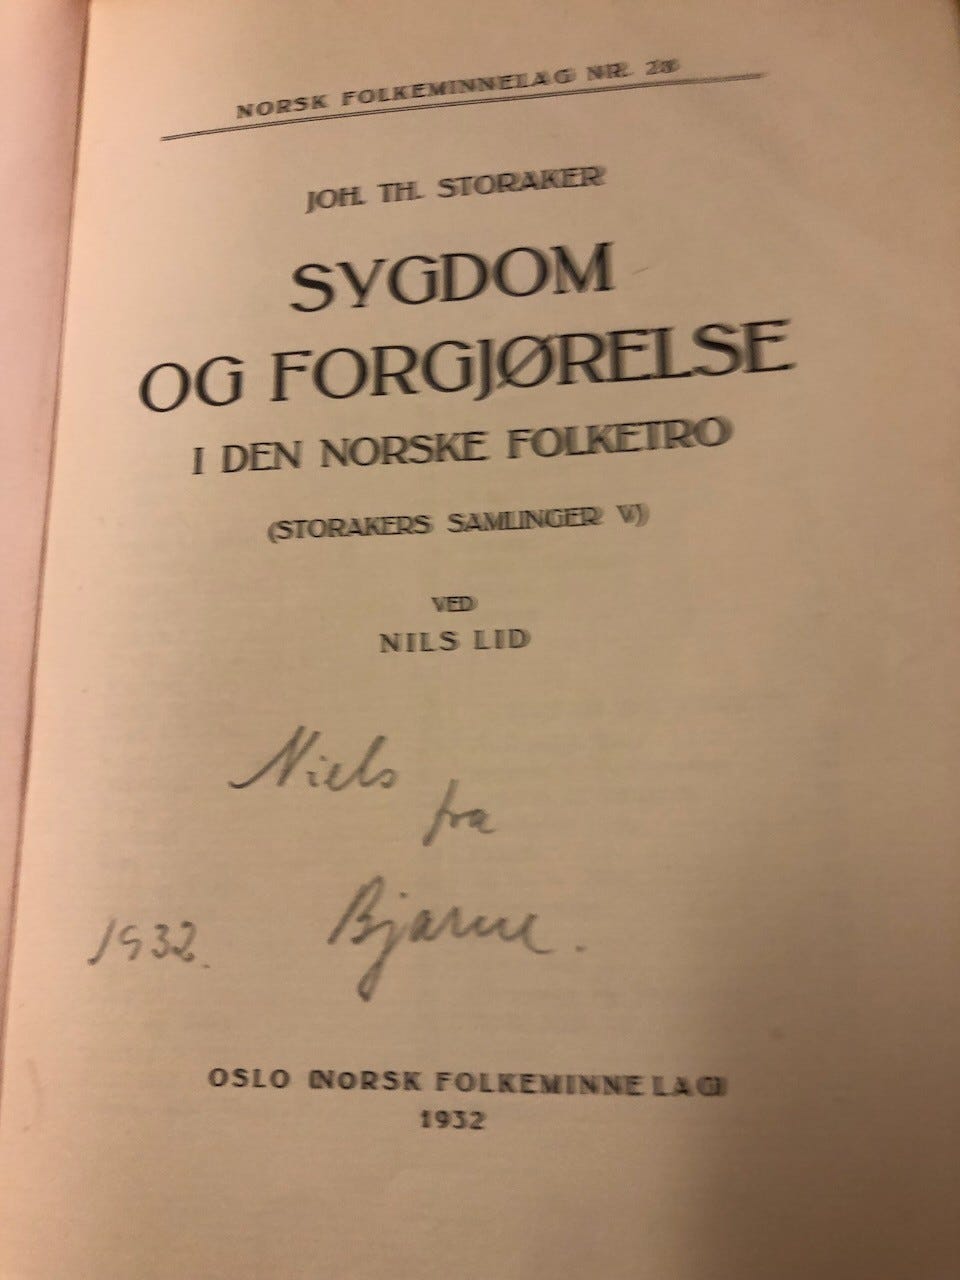 NORSK FOLKEMINNELAG NR. 28
JOH. TH. STORAKER
SYGDOM
OG FORGJØRELSE
I DEN NORSKE FOLKETRO
(STORAKERS SAMLINGER V)
VED
NILS LID
Niels
fra
Bjarne.
1932.
OSLO (NORSK FOLKEMINNELAG)
1932